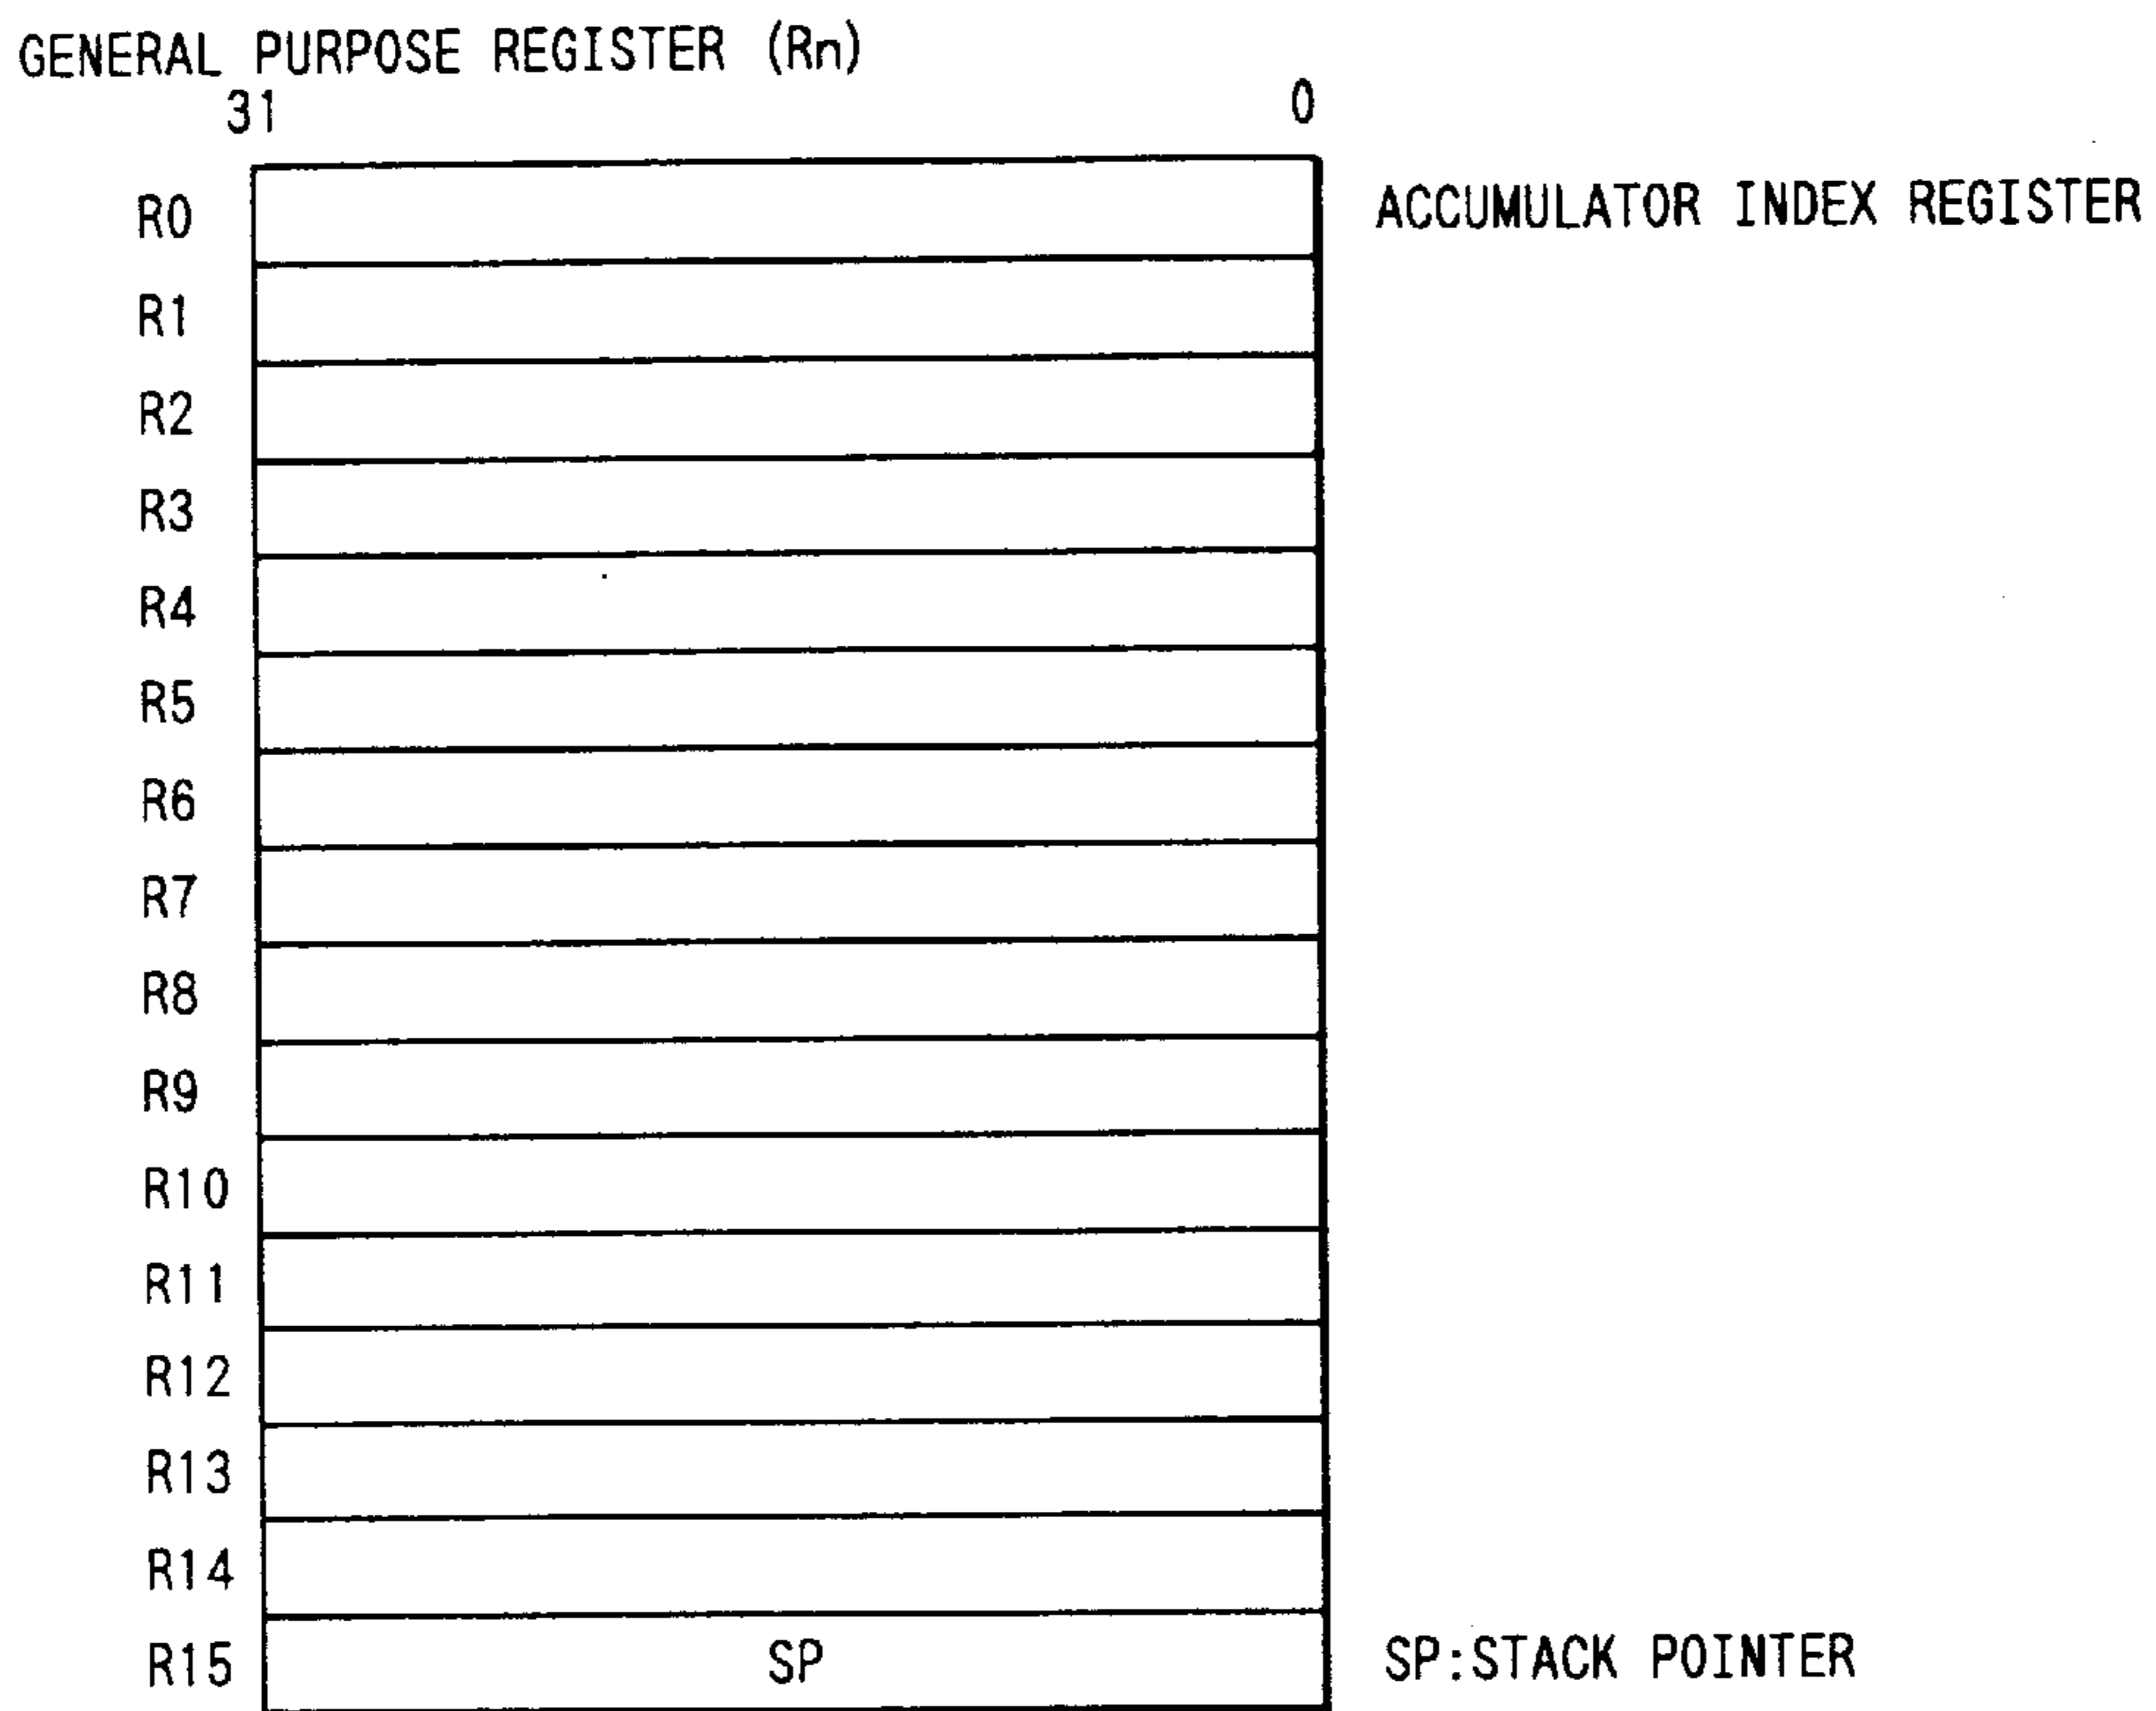 GENERAL PURPOSE REGISTER (Rn)
31 0
R0 ACCUMULATOR INDEX REGISTER
R1
R2
R3
R4
R5
R6
R7
R8
R9
R10
R11
R12
R13
R14
R15 SP SP:STACK POINTER